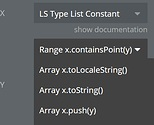 X
LS Type List Constant
show documentation
Range x.containsPoint(y)
Array x.toLocaleString()
Y
Array x.toString()
Array x.push(y)